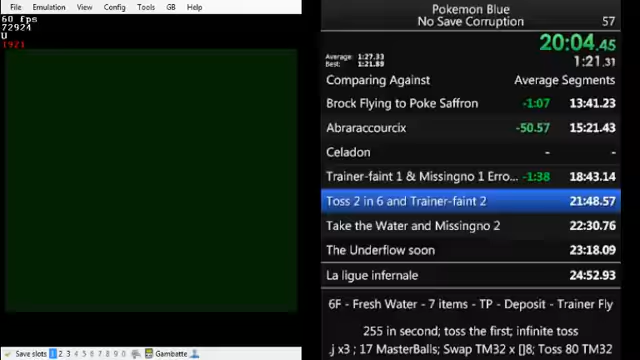 File Emulation View Config Tools GB Help
60 fps
72924
U
1921
Pokemon Blue
No Save Corruption 57
20:04.45
Average: 1:27.33
Best: 1:21.89
1:21.31
Comparing Against Average Segments
Brock Flying to Poke Saffron -1:07 13:41.23
Abraraccourcix -50.57 15:21.43
Celadon - -
Trainer-faint 1 & Missingno 1 Erro... -1:38 18:43.14
Toss 2 in 6 and Trainer-faint 2 21:48.57
Take the Water and Missingno 2 22:30.76
The Underflow soon 23:18.09
La ligue infernale 24:52.93
6F - Fresh Water - 7 items - TP - Deposit - Trainer Fly
255 in second; toss the first; infinite toss
.j x3 ; 17 MasterBalls; Swap TM32 x []8; Toss 80 TM32
Save slots 1 2 3 4 5 6 7 8 9 0 Gambatte